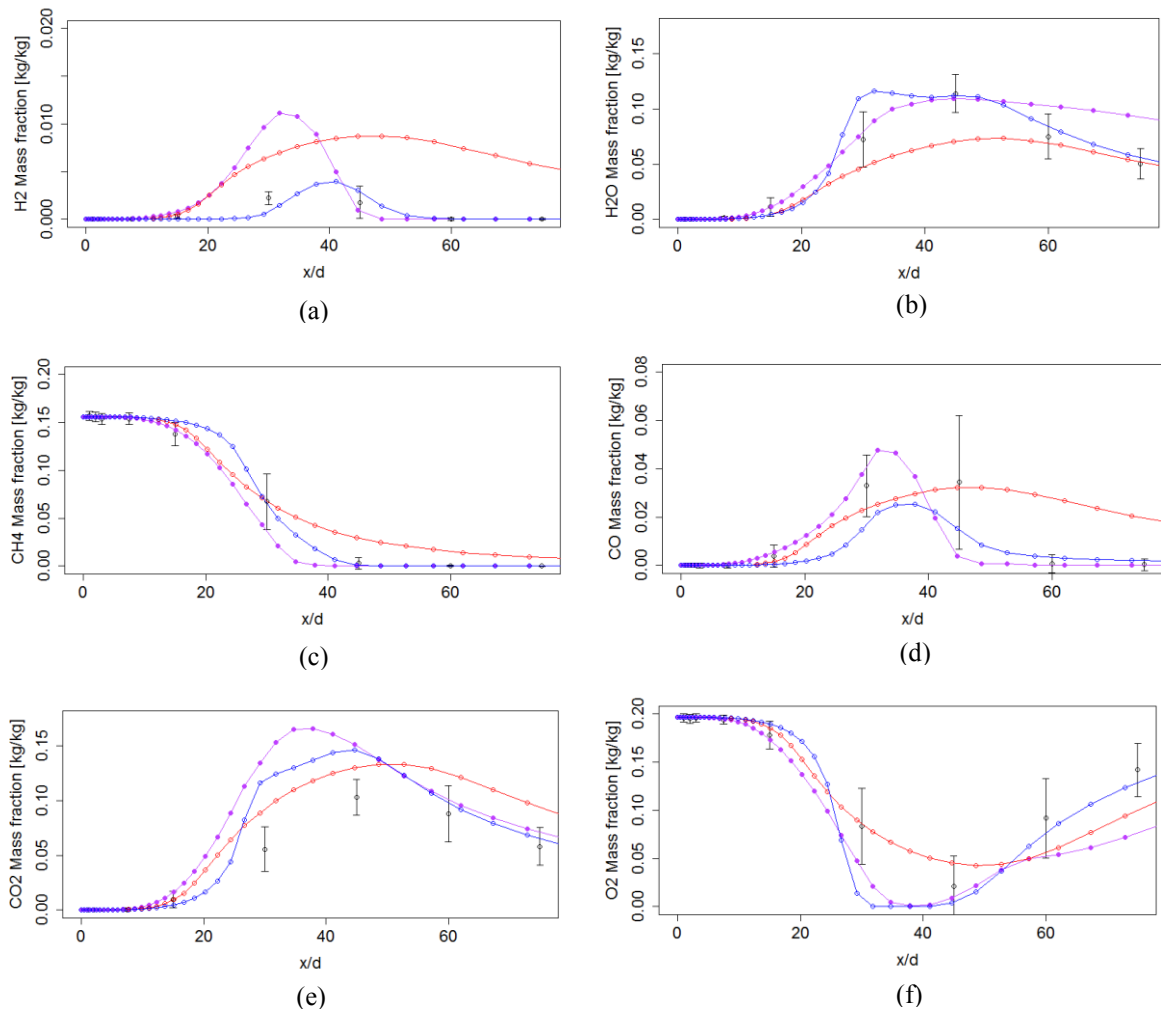 H2 Mass fraction [kg/kg]
0.000 0.010 0.020
0 20 40 60
x/d
(a)
H2O Mass fraction [kg/kg]
0.00 0.05 0.10 0.15
0 20 40 60
x/d
(b)
CH4 Mass fraction [kg/kg]
0.00 0.05 0.10 0.15 0.20
0 20 40 60
x/d
(c)
CO Mass fraction [kg/kg]
0.00 0.02 0.04 0.06 0.08
0 20 40 60
x/d
(d)
CO2 Mass fraction [kg/kg]
0.00 0.05 0.10 0.15
0 20 40 60
x/d
(e)
O2 Mass fraction [kg/kg]
0.00 0.05 0.10 0.15 0.20
0 20 40 60
x/d
(f)